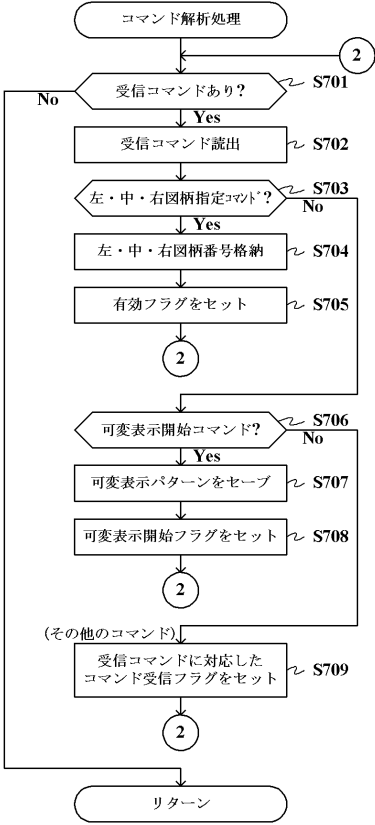 コマンド解析処理
2
受信コマンドあり?
S701
No
Yes
受信コマンド読出
S702
左・中・右図柄指定コマンド?
S703
No
Yes
左・中・右図柄番号格納
S704
有効フラグをセット
S705
2
可変表示開始コマンド?
S706
No
Yes
可変表示パターンをセーブ
S707
可変表示開始フラグをセット
S708
2
(その他のコマンド)
受信コマンドに対応した
コマンド受信フラグをセット
S709
2
リターン